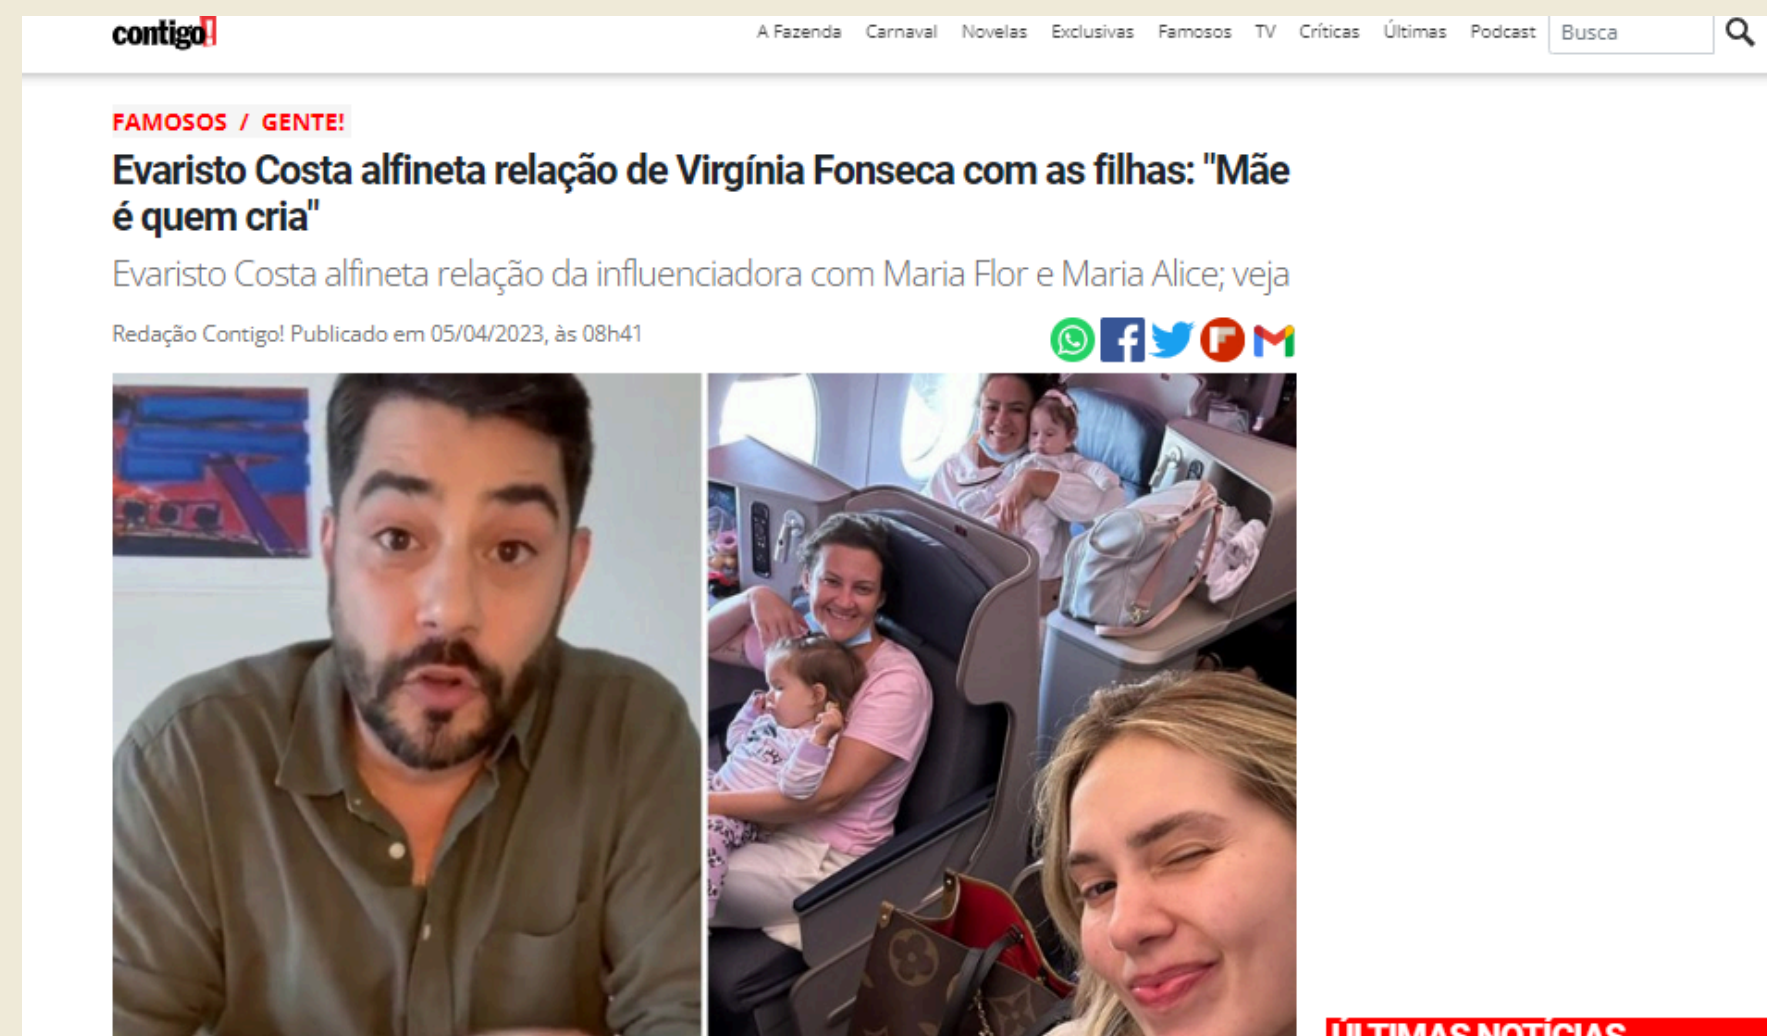 contigo!
A Fazenda Carnaval Novelas Exclusivas Famosos TV Críticas Últimas Podcast Busca
FAMOSOS / GENTE!
Evaristo Costa alfineta relação de Virgínia Fonseca com as filhas: "Mãe
é quem cria"
Evaristo Costa alfineta relação da influenciadora com Maria Flor e Maria Alice; veja
Redação Contigo! Publicado em 05/04/2023, às 08h41
ÚLTIMAS NOTÍCIAS